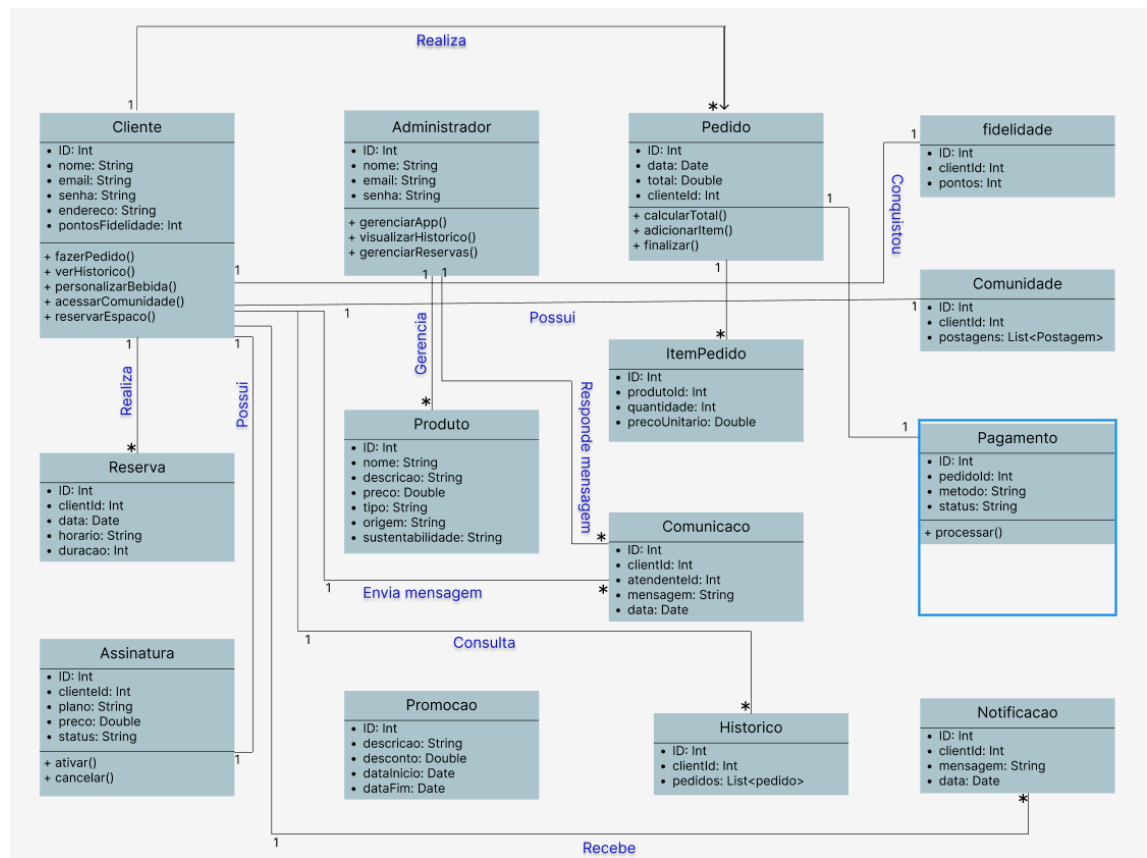 Realiza
1
*
Cliente
• ID: Int
• nome: String
• email: String
• senha: String
• endereco: String
• pontosFidelidade: Int
+ fazerPedido()
+ verHistorico()
+ personalizarBebida()
+ acessarComunidade()
+ reservarEspaco()
Administrador
• ID: Int
• nome: String
• email: String
• senha: String
+ gerenciarApp()
+ visualizarHistorico()
+ gerenciarReservas()
Pedido
• ID: Int
• data: Date
• total: Double
• clienteId: Int
+ calcularTotal()
+ adicionarItem()
+ finalizar()
1
fidelidade
• ID: Int
• clientId: Int
• pontos: Int
1
Conquistou
1
1
1
1
1
Possui
1
Comunidade
• ID: Int
• clientId: Int
• postagens: List<Postagem>
1
1
Realiza
Possui
Gerencia
Responde mensagem
*
ItemPedido
• ID: Int
• produtoId: Int
• quantidade: Int
• precoUnitario: Double
*
*
Produto
• ID: Int
• nome: String
• descricao: String
• preco: Double
• tipo: String
• origem: String
• sustentabilidade: String
1
Pagamento
• ID: Int
• pedidoId: Int
• metodo: String
• status: String
+ processar()
Reserva
• ID: Int
• clientId: Int
• data: Date
• horario: String
• duracao: Int
*
Comunicaco
• ID: Int
• clientId: Int
• atendenteId: Int
• mensagem: String
• data: Date
1
Envia mensagem
*
1
Consulta
*
Assinatura
• ID: Int
• clienteId: Int
• plano: String
• preco: Double
• status: String
+ ativar()
+ cancelar()
1
Promocao
• ID: Int
• descricao: String
• desconto: Double
• dataInicio: Date
• dataFim: Date
Historico
• ID: Int
• clientId: Int
• pedidos: List<pedido>
Notificacao
• ID: Int
• clientId: Int
• mensagem: String
• data: Date
*
1
Recebe